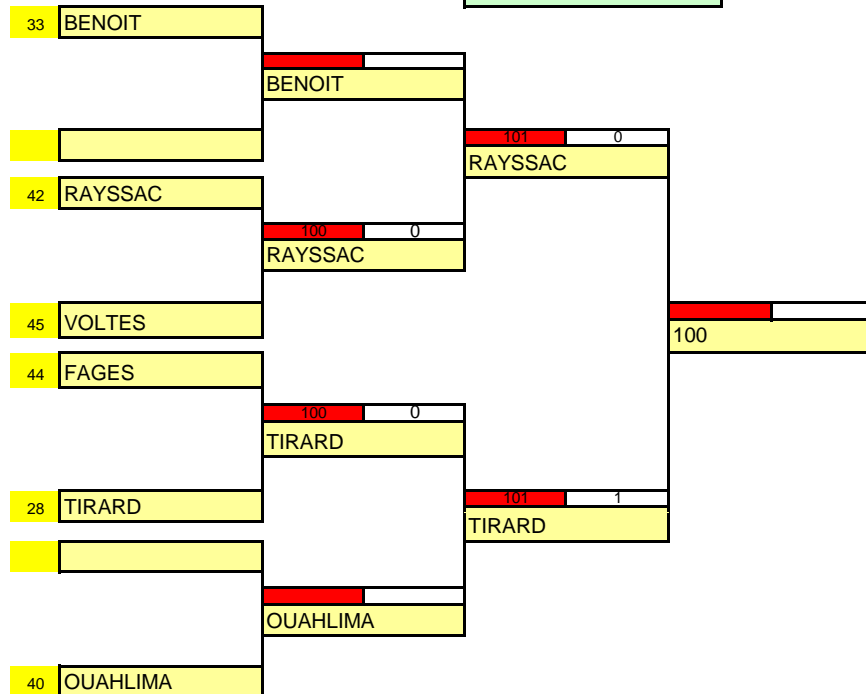 33 BENOIT
BENOIT
101 0
RAYSSAC
42 RAYSSAC
100 0
RAYSSAC
45 VOLTES
100
44 FAGES
100 0
TIRARD
28 TIRARD
101 1
TIRARD
OUAHLIMA
40 OUAHLIMA